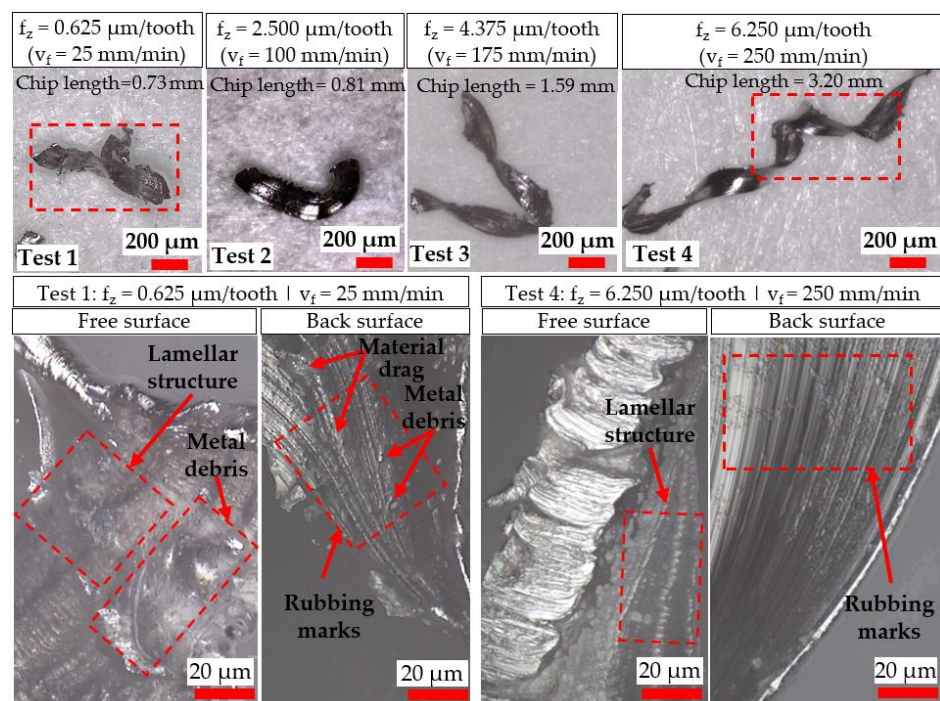 f_z = 0.625 µm/tooth
(v_f = 25 mm/min)
f_z = 2.500 µm/tooth
(v_f = 100 mm/min)
f_z = 4.375 µm/tooth
(v_f = 175 mm/min)
f_z = 6.250 µm/tooth
(v_f = 250 mm/min)
Chip length=0.73 mm
Chip length = 0.81 mm
Chip length = 1.59 mm
Chip length = 3.20 mm
200 µm
Test 1
200 µm
Test 2
200 µm
Test 3
200 µm
Test 4
Test 1: f_z = 0.625 µm/tooth | v_f = 25 mm/min
Free surface
Back surface
Lamellar
structure
Metal
debris
20 µm
Material
drag
Metal
debris
Rubbing
marks
20 µm
Test 4: f_z = 6.250 µm/tooth | v_f = 250 mm/min
Free surface
Back surface
Lamellar
structure
20 µm
Rubbing
marks
20 µm